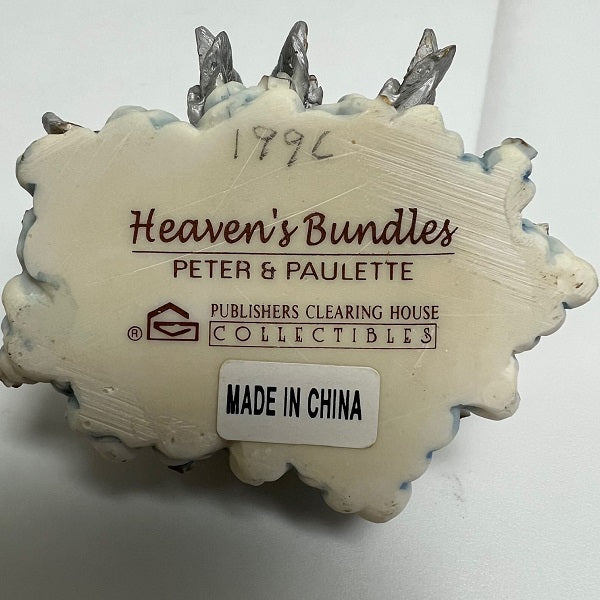 1996
Heaven's Bundles
PETER & PAULETTE
PUBLISHERS CLEARING HOUSE
® COLLECTIBLES
MADE IN CHINA